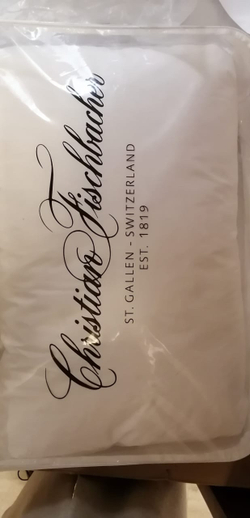 Christian Fischbacher
ST. GALLEN - SWITZERLAND
EST. 1819